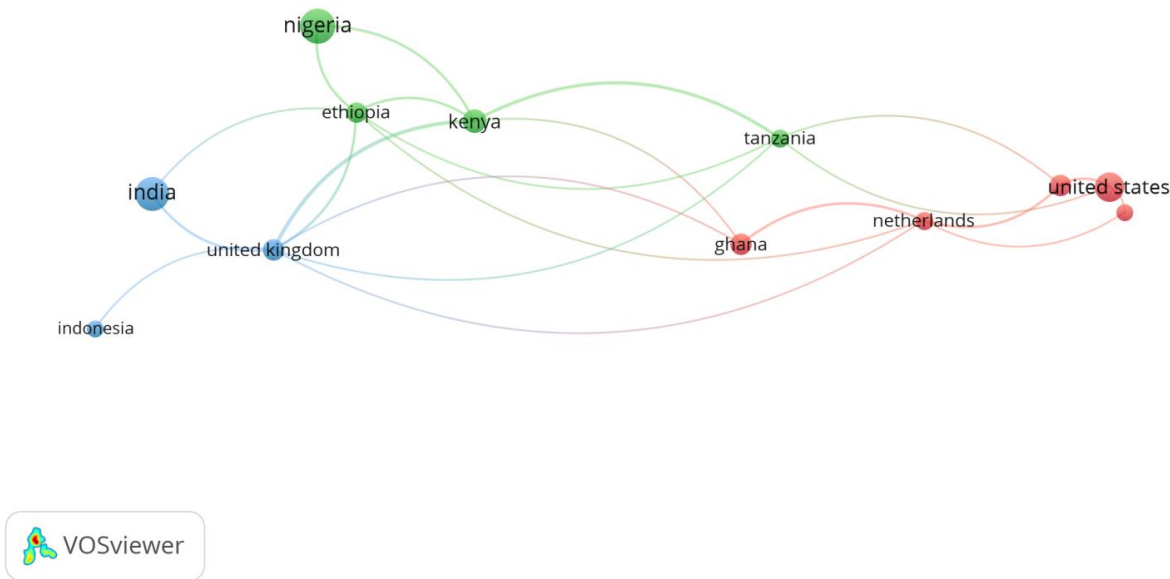 nigeria
ethiopia
kenya
tanzania
india
united states
netherlands
ghana
united kingdom
indonesia
VOSviewer